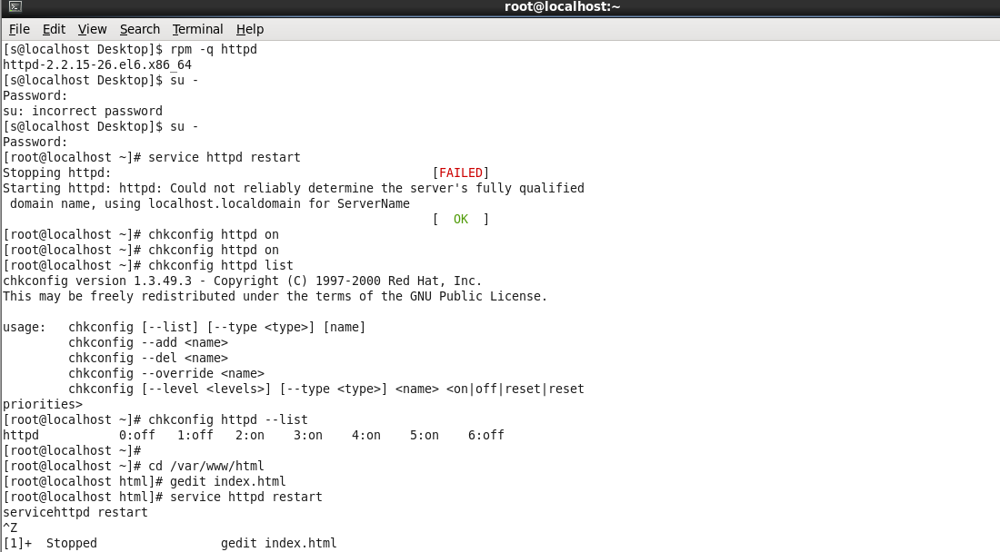 root@localhost:~
File Edit View Search Terminal Help
[s@localhost Desktop]$ rpm -q httpd
httpd-2.2.15-26.el6.x86_64
[s@localhost Desktop]$ su -
Password:
su: incorrect password
[s@localhost Desktop]$ su -
Password:
[root@localhost ~]# service httpd restart
Stopping httpd:                                            [FAILED]
Starting httpd: httpd: Could not reliably determine the server's fully qualified
 domain name, using localhost.localdomain for ServerName
                                                           [  OK  ]
[root@localhost ~]# chkconfig httpd on
[root@localhost ~]# chkconfig httpd on
[root@localhost ~]# chkconfig httpd list
chkconfig version 1.3.49.3 - Copyright (C) 1997-2000 Red Hat, Inc.
This may be freely redistributed under the terms of the GNU Public License.

usage:   chkconfig [--list] [--type <type>] [name]
         chkconfig --add <name>
         chkconfig --del <name>
         chkconfig --override <name>
         chkconfig [--level <levels>] [--type <type>] <name> <on|off|reset|reset
priorities>
[root@localhost ~]# chkconfig httpd --list
httpd           0:off   1:off   2:on    3:on    4:on    5:on    6:off
[root@localhost ~]#
[root@localhost ~]# cd /var/www/html
[root@localhost html]# gedit index.html
[root@localhost html]# service httpd restart
servicehttpd restart
^Z
[1]+  Stopped                 gedit index.html